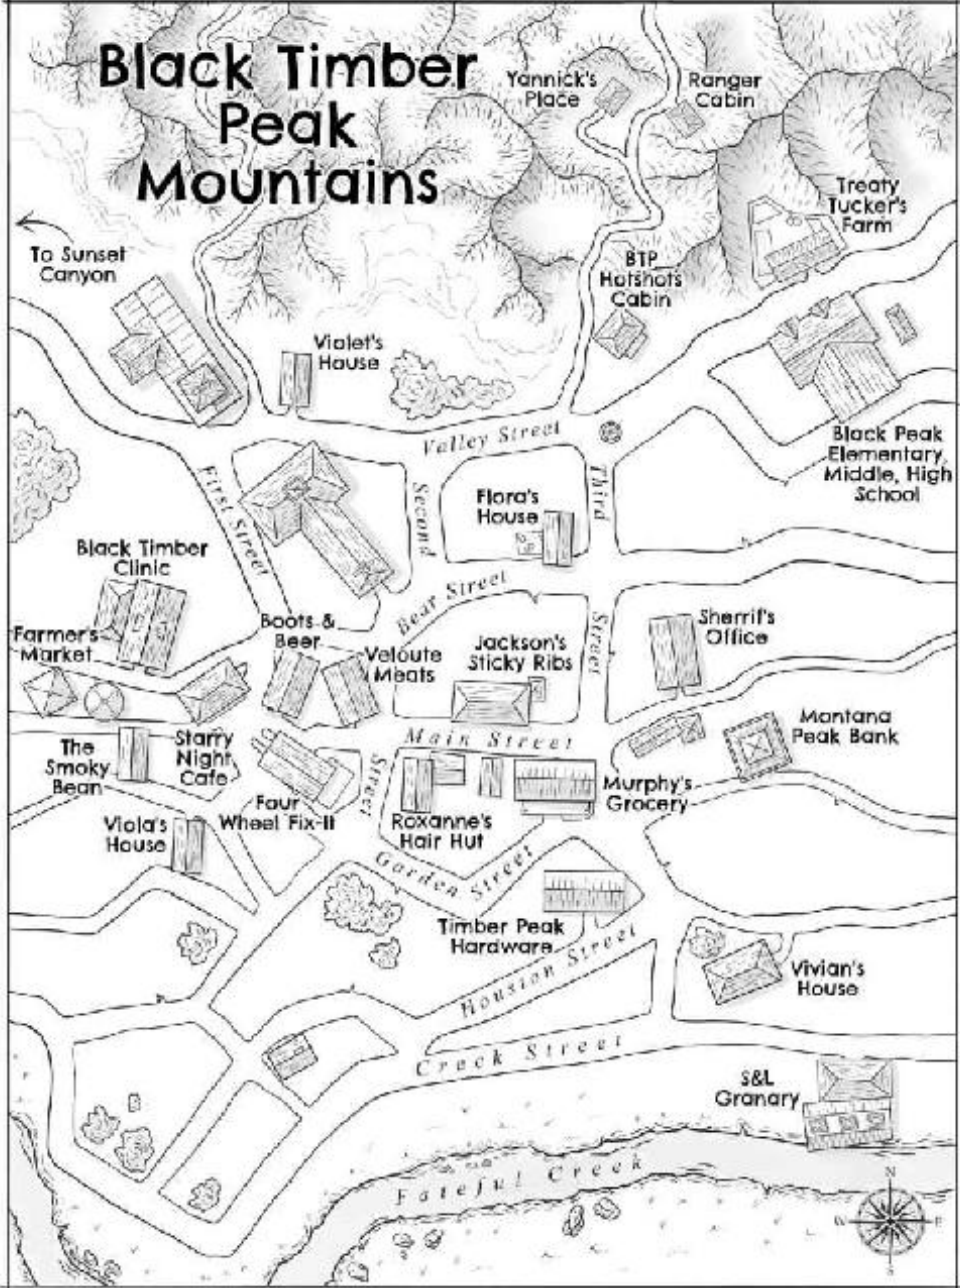 Black Timber
Peak
Mountains
Yannick's
Place
Ranger
Cabin
Treaty
Tucker's
Farm
To Sunset
Canyon
BTP
Hotshots
Cabin
Violet's
House
Valley Street
Black Peak
Elementary,
Middle, High
School
First Street
Second
Third
Flora's
House
Black Timber
Clinic
Bear Street
Boots &
Beer
Farmer's
Market
Veloute
Meats
Jackson's
Sticky Ribs
Street
Sherrif's
Office
Main Street
Montana
Peak Bank
The
Smoky
Bean
Starry
Night
Cafe
Street
Four
Wheel Fix-It
Roxanne's
Hair Hut
Murphy's
Grocery
Viola's
House
Garden Street
Timber Peak
Hardware
Houston Street
Vivian's
House
Creek Street
S&L
Granary
Fateful Creek
N
W
E
S